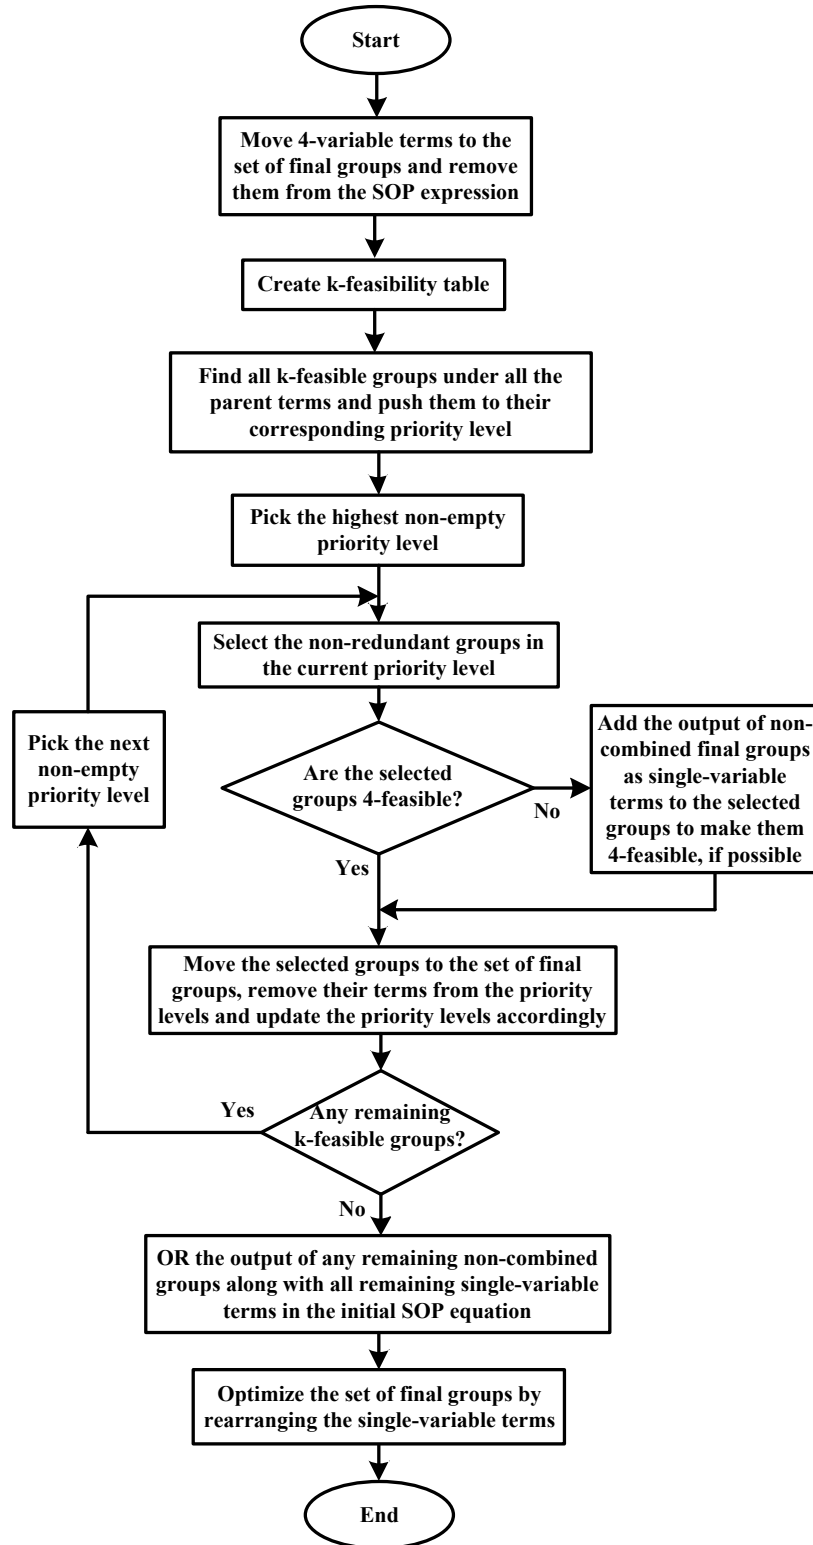 Start
Move 4-variable terms to the
set of final groups and remove
them from the SOP expression
Create k-feasibility table
Find all k-feasible groups under all the
parent terms and push them to their
corresponding priority level
Pick the highest non-empty
priority level
Select the non-redundant groups in
the current priority level
Pick the next
non-empty
priority level
Are the selected
groups 4-feasible?
No
Add the output of non-
combined final groups
as single-variable
terms to the selected
groups to make them
4-feasible, if possible
Yes
Move the selected groups to the set of final
groups, remove their terms from the priority
levels and update the priority levels accordingly
Yes
Any remaining
k-feasible groups?
No
OR the output of any remaining non-combined
groups along with all remaining single-variable
terms in the initial SOP equation
Optimize the set of final groups by
rearranging the single-variable terms
End